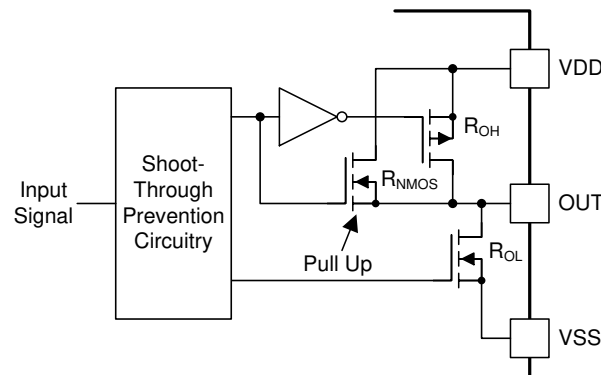 VDD
R_OH
Shoot-
Through
Prevention
Circuitry
R_NMOS
Input
Signal
OUT
Pull Up
R_OL
VSS